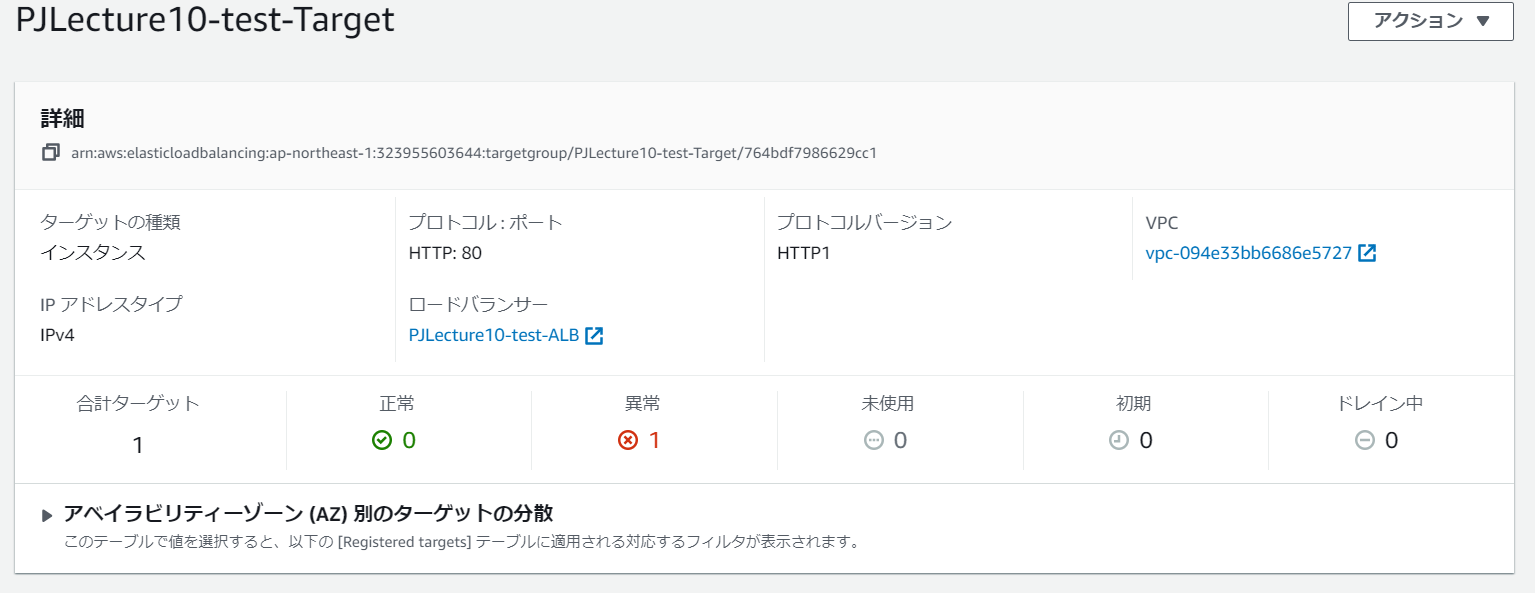 PJLecture10-test-Target
アクション ▼
詳細
arn:aws:elasticloadbalancing:ap-northeast-1:323955603644:targetgroup/PJLecture10-test-Target/764bdf7986629cc1
ターゲットの種類
インスタンス
プロトコル : ポート
HTTP: 80
プロトコルバージョン
HTTP1
VPC
vpc-094e33bb6686e5727
IP アドレスタイプ
IPv4
ロードバランサー
PJLecture10-test-ALB
合計ターゲット
1
正常
0
異常
1
未使用
0
初期
0
ドレイン中
0
アベイラビリティーゾーン (AZ) 別のターゲットの分散
このテーブルで値を選択すると、以下の [Registered targets] テーブルに適用される対応するフィルタが表示されます。